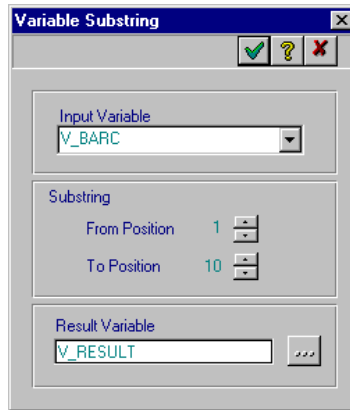 Variable Substring
Input Variable
V_BARC
Substring
From Position 1
To Position 10
Result Variable
V_RESULT
...